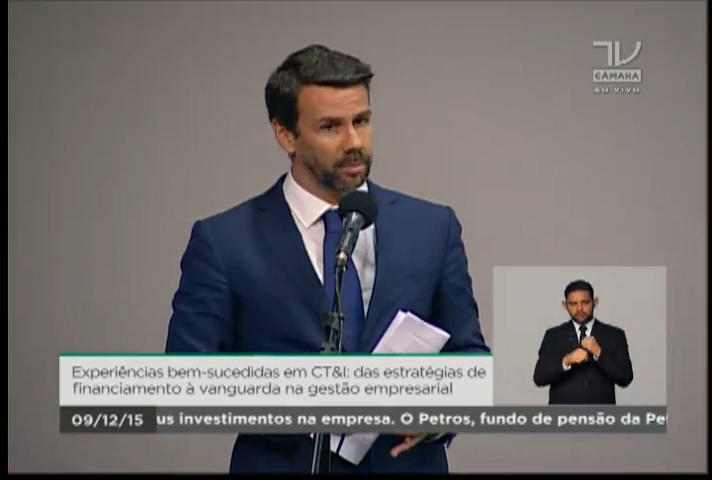 TV
CÂMARA
AO VIVO
Experiências bem-sucedidas em CT&I: das estratégias de
financiamento à vanguarda na gestão empresarial
09/12/15 us investimentos na empresa. O Petros, fundo de pensão da Pe